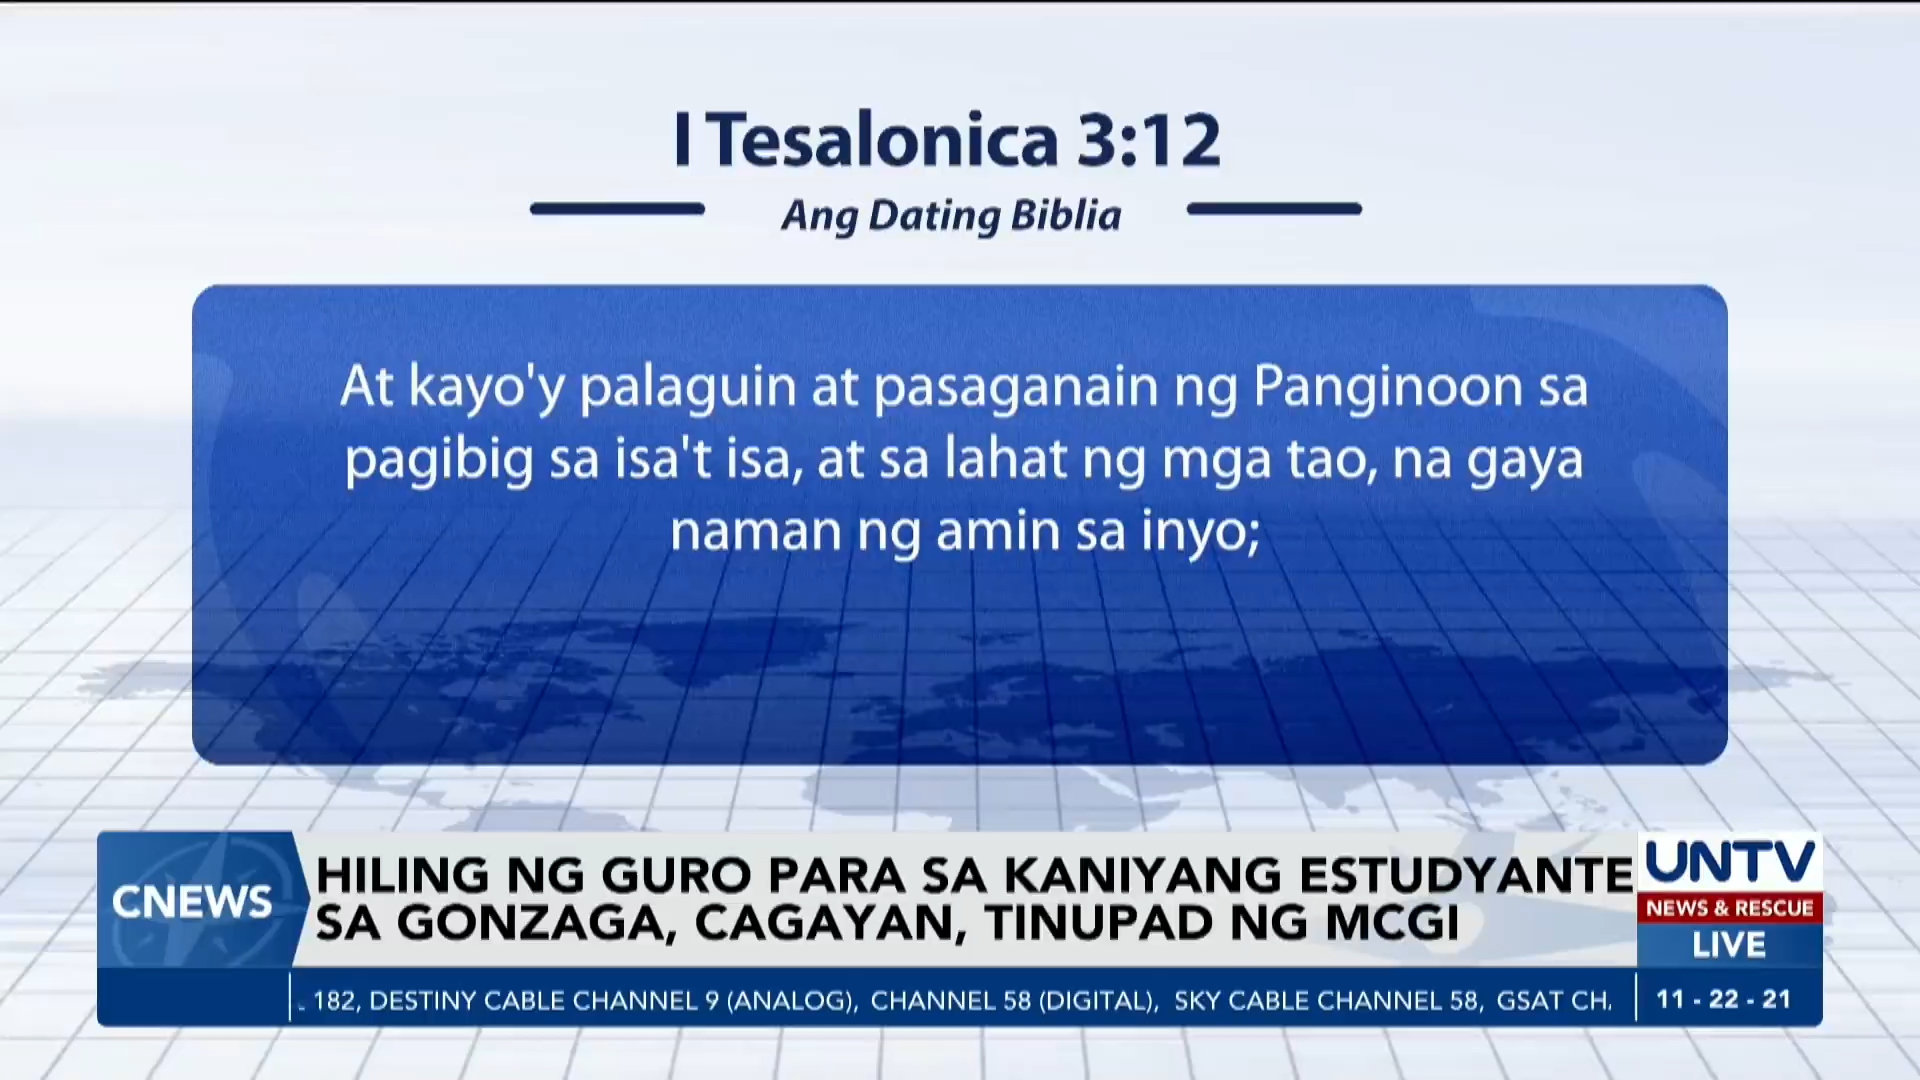 I Tesalonica 3:12
Ang Dating Biblia
At kayo'y palaguin at pasaganain ng Panginoon sa
pagibig sa isa't isa, at sa lahat ng mga tao, na gaya
naman ng amin sa inyo;
CNEWS
HILING NG GURO PARA SA KANIYANG ESTUDYANTE
SA GONZAGA, CAGAYAN, TINUPAD NG MCGI
UNTV
NEWS & RESCUE
LIVE
182, DESTINY CABLE CHANNEL 9 (ANALOG), CHANNEL 58 (DIGITAL), SKY CABLE CHANNEL 58, GSAT CH.
11 - 22 - 21